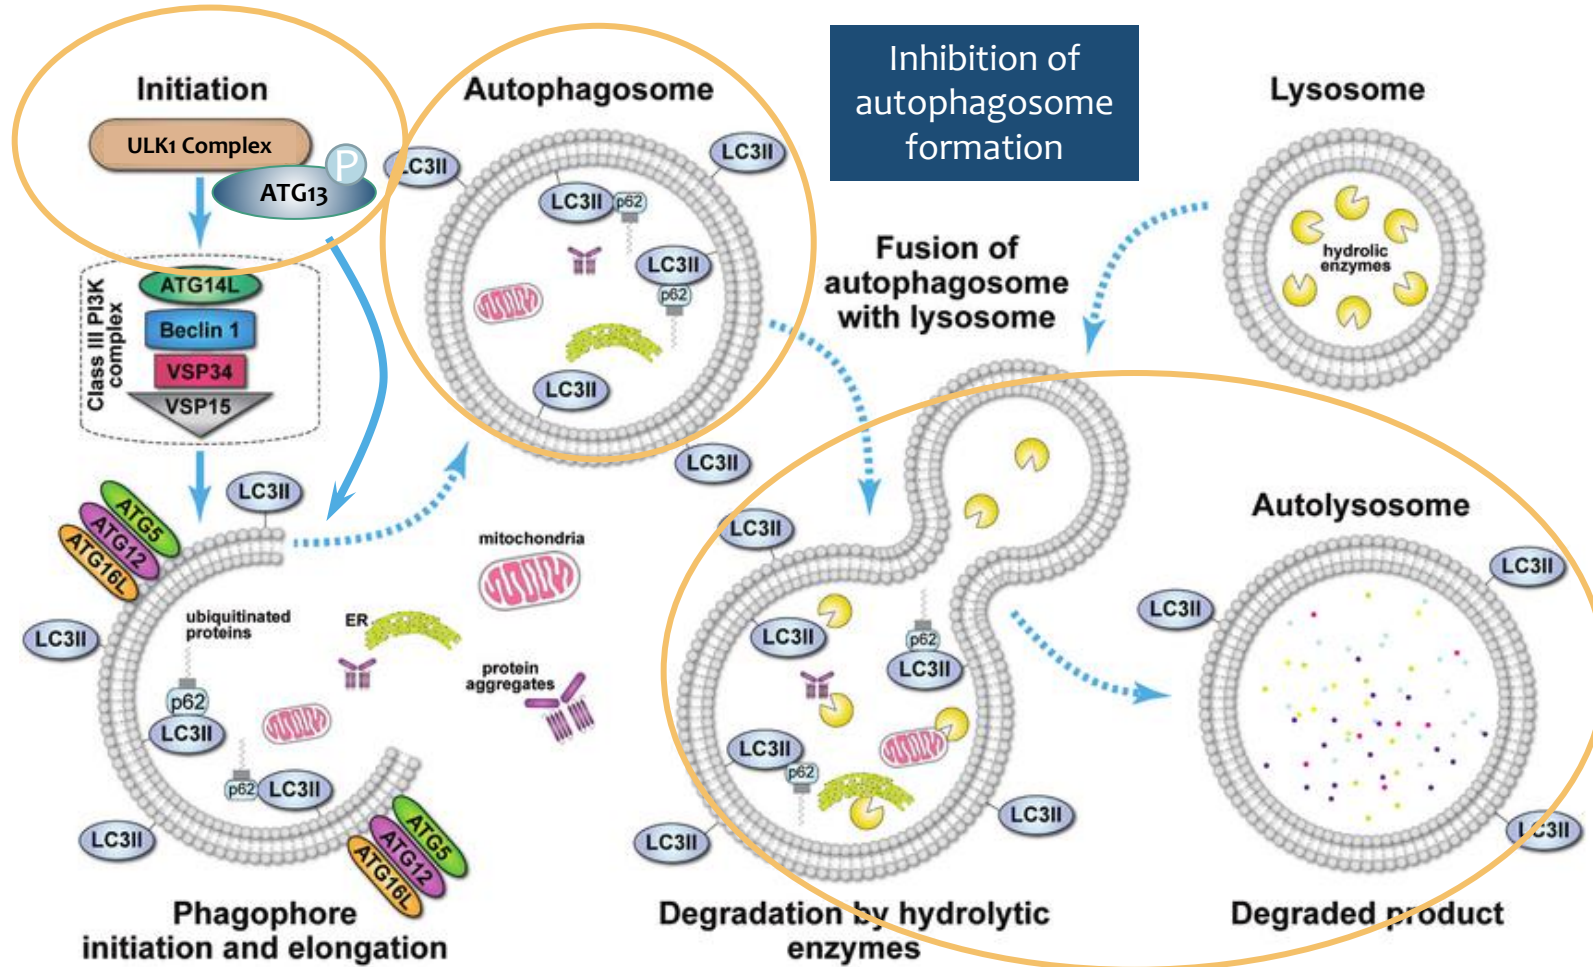 Initiation
ULK1 Complex
P
ATG13
Class III PI3K
complex
ATG14L
Beclin 1
VSP34
VSP15
Autophagosome
LC3II
LC3II
LC3II
p62
LC3II
p62
LC3II
LC3II
Inhibition of
autophagosome
formation
Lysosome
hydrolic
enzymes
Fusion of
autophagosome
with lysosome
LC3II
ATG5
ATG12
ATG16L
LC3II
ubiquitinated
proteins
p62
LC3II
p62
LC3II
LC3II
ATG5
ATG12
ATG16L
mitochondria
ER
protein
aggregates
Phagophore
initiation and elongation
LC3II
LC3II
p62
LC3II
LC3II
p62
LC3II
LC3II
Degradation by hydrolytic
enzymes
Autolysosome
LC3II
LC3II
LC3II
Degraded product